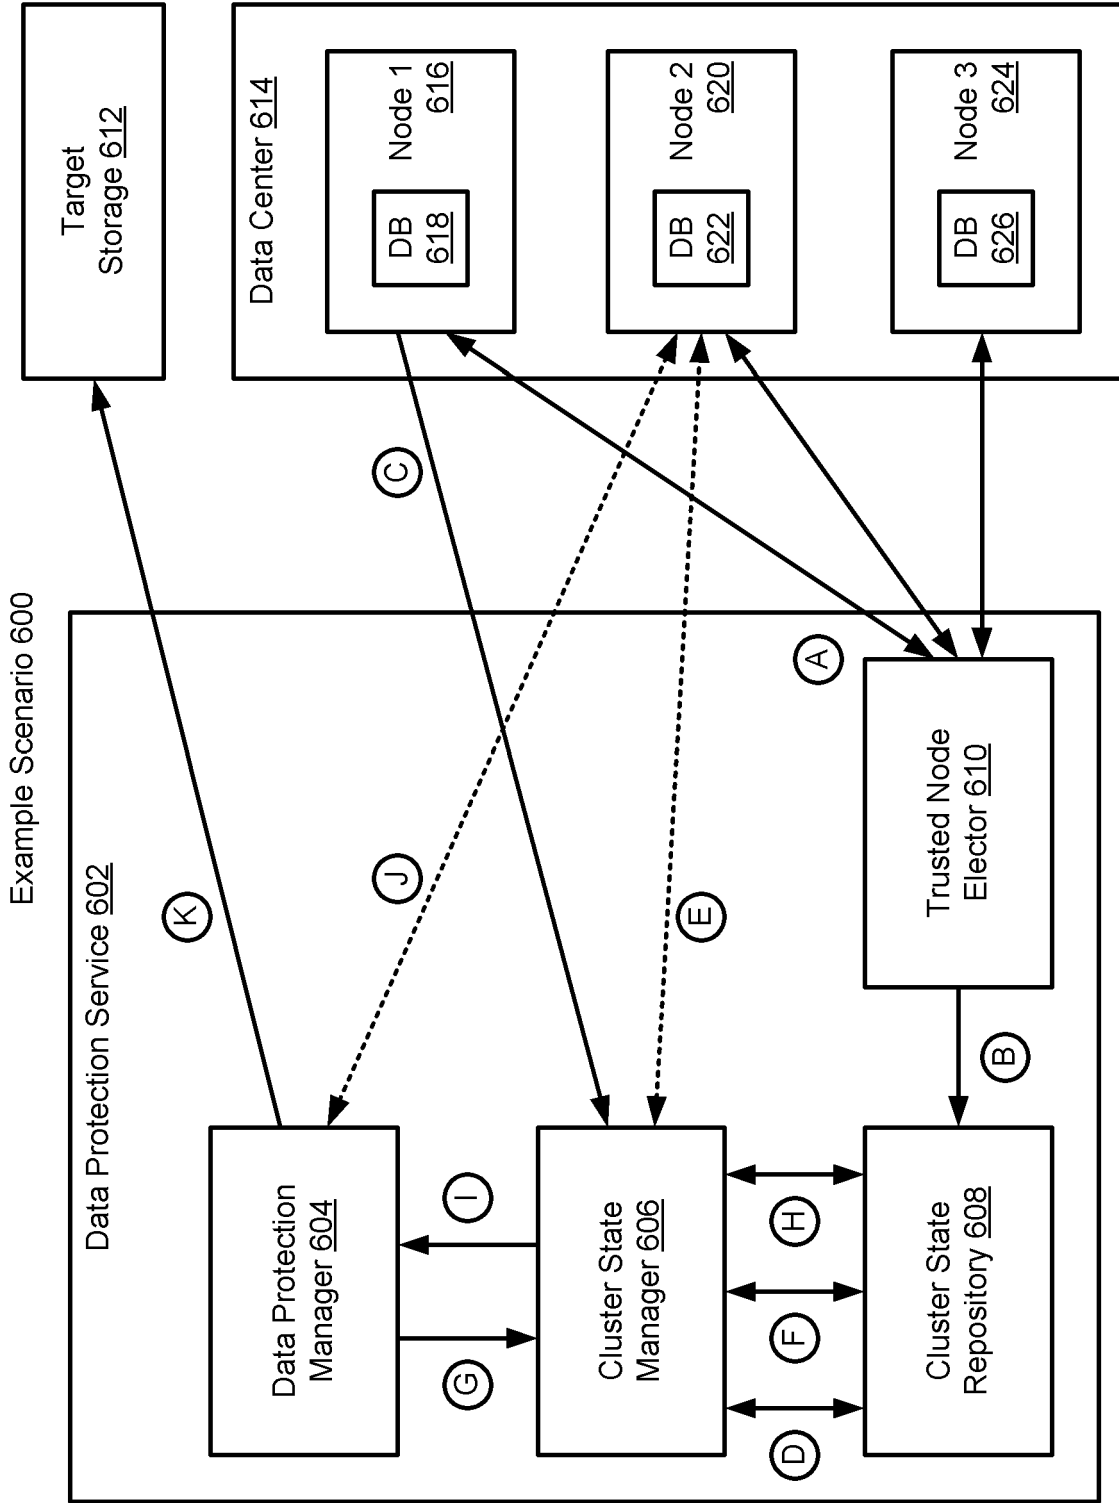 Example Scenario 600
Data Protection Service 602
Data Protection
Manager 604
G
I
Cluster State
Manager 606
D
F
H
Cluster State
Repository 608
B
Trusted Node
Elector 610
A
K
J
E
C
Target
Storage 612
Data Center 614
DB
618
Node 1
616
DB
622
Node 2
620
DB
626
Node 3
624